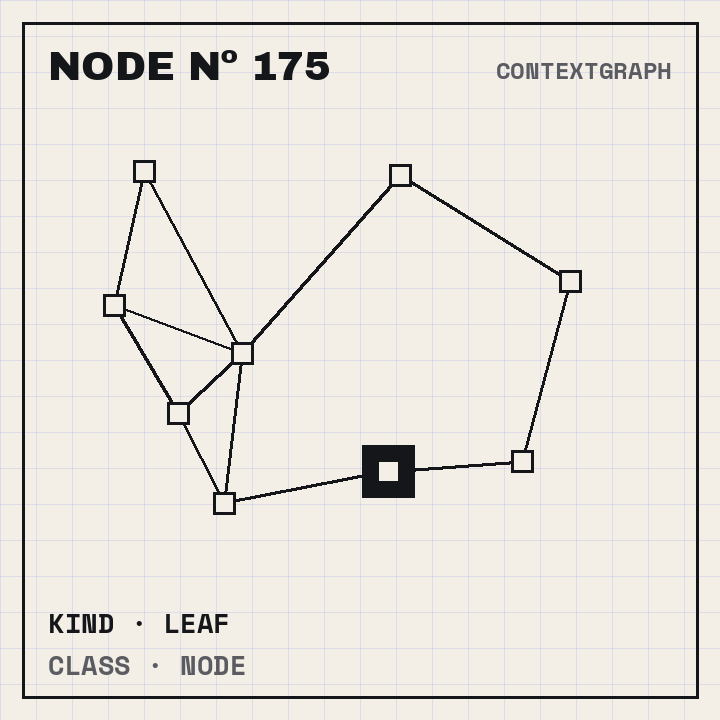 NODE Nº 175
CONTEXTGRAPH
KIND · LEAF
CLASS · NODE